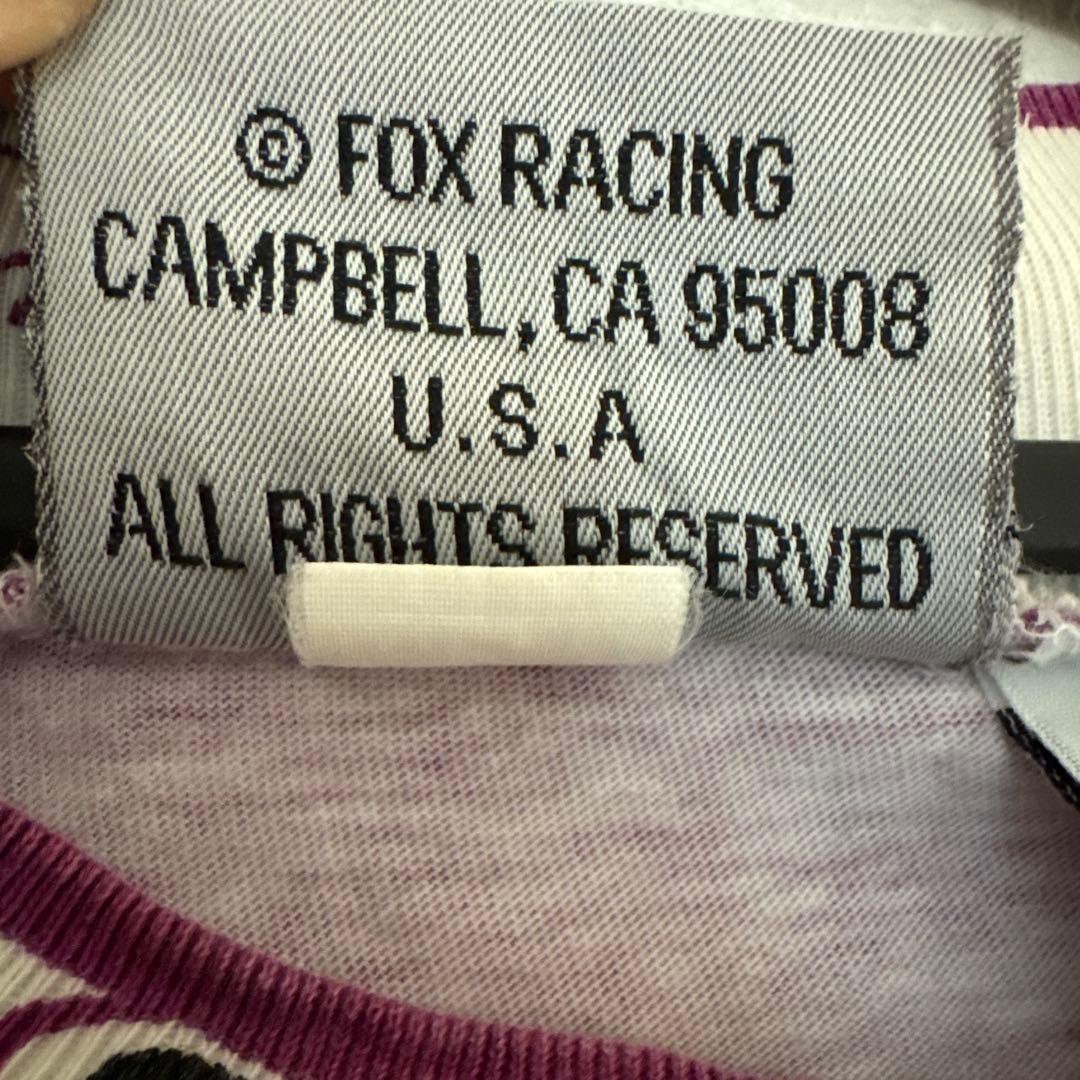 © FOX RACING
CAMPBELL, CA 95008
U.S.A
ALL RIGHTS RESERVED